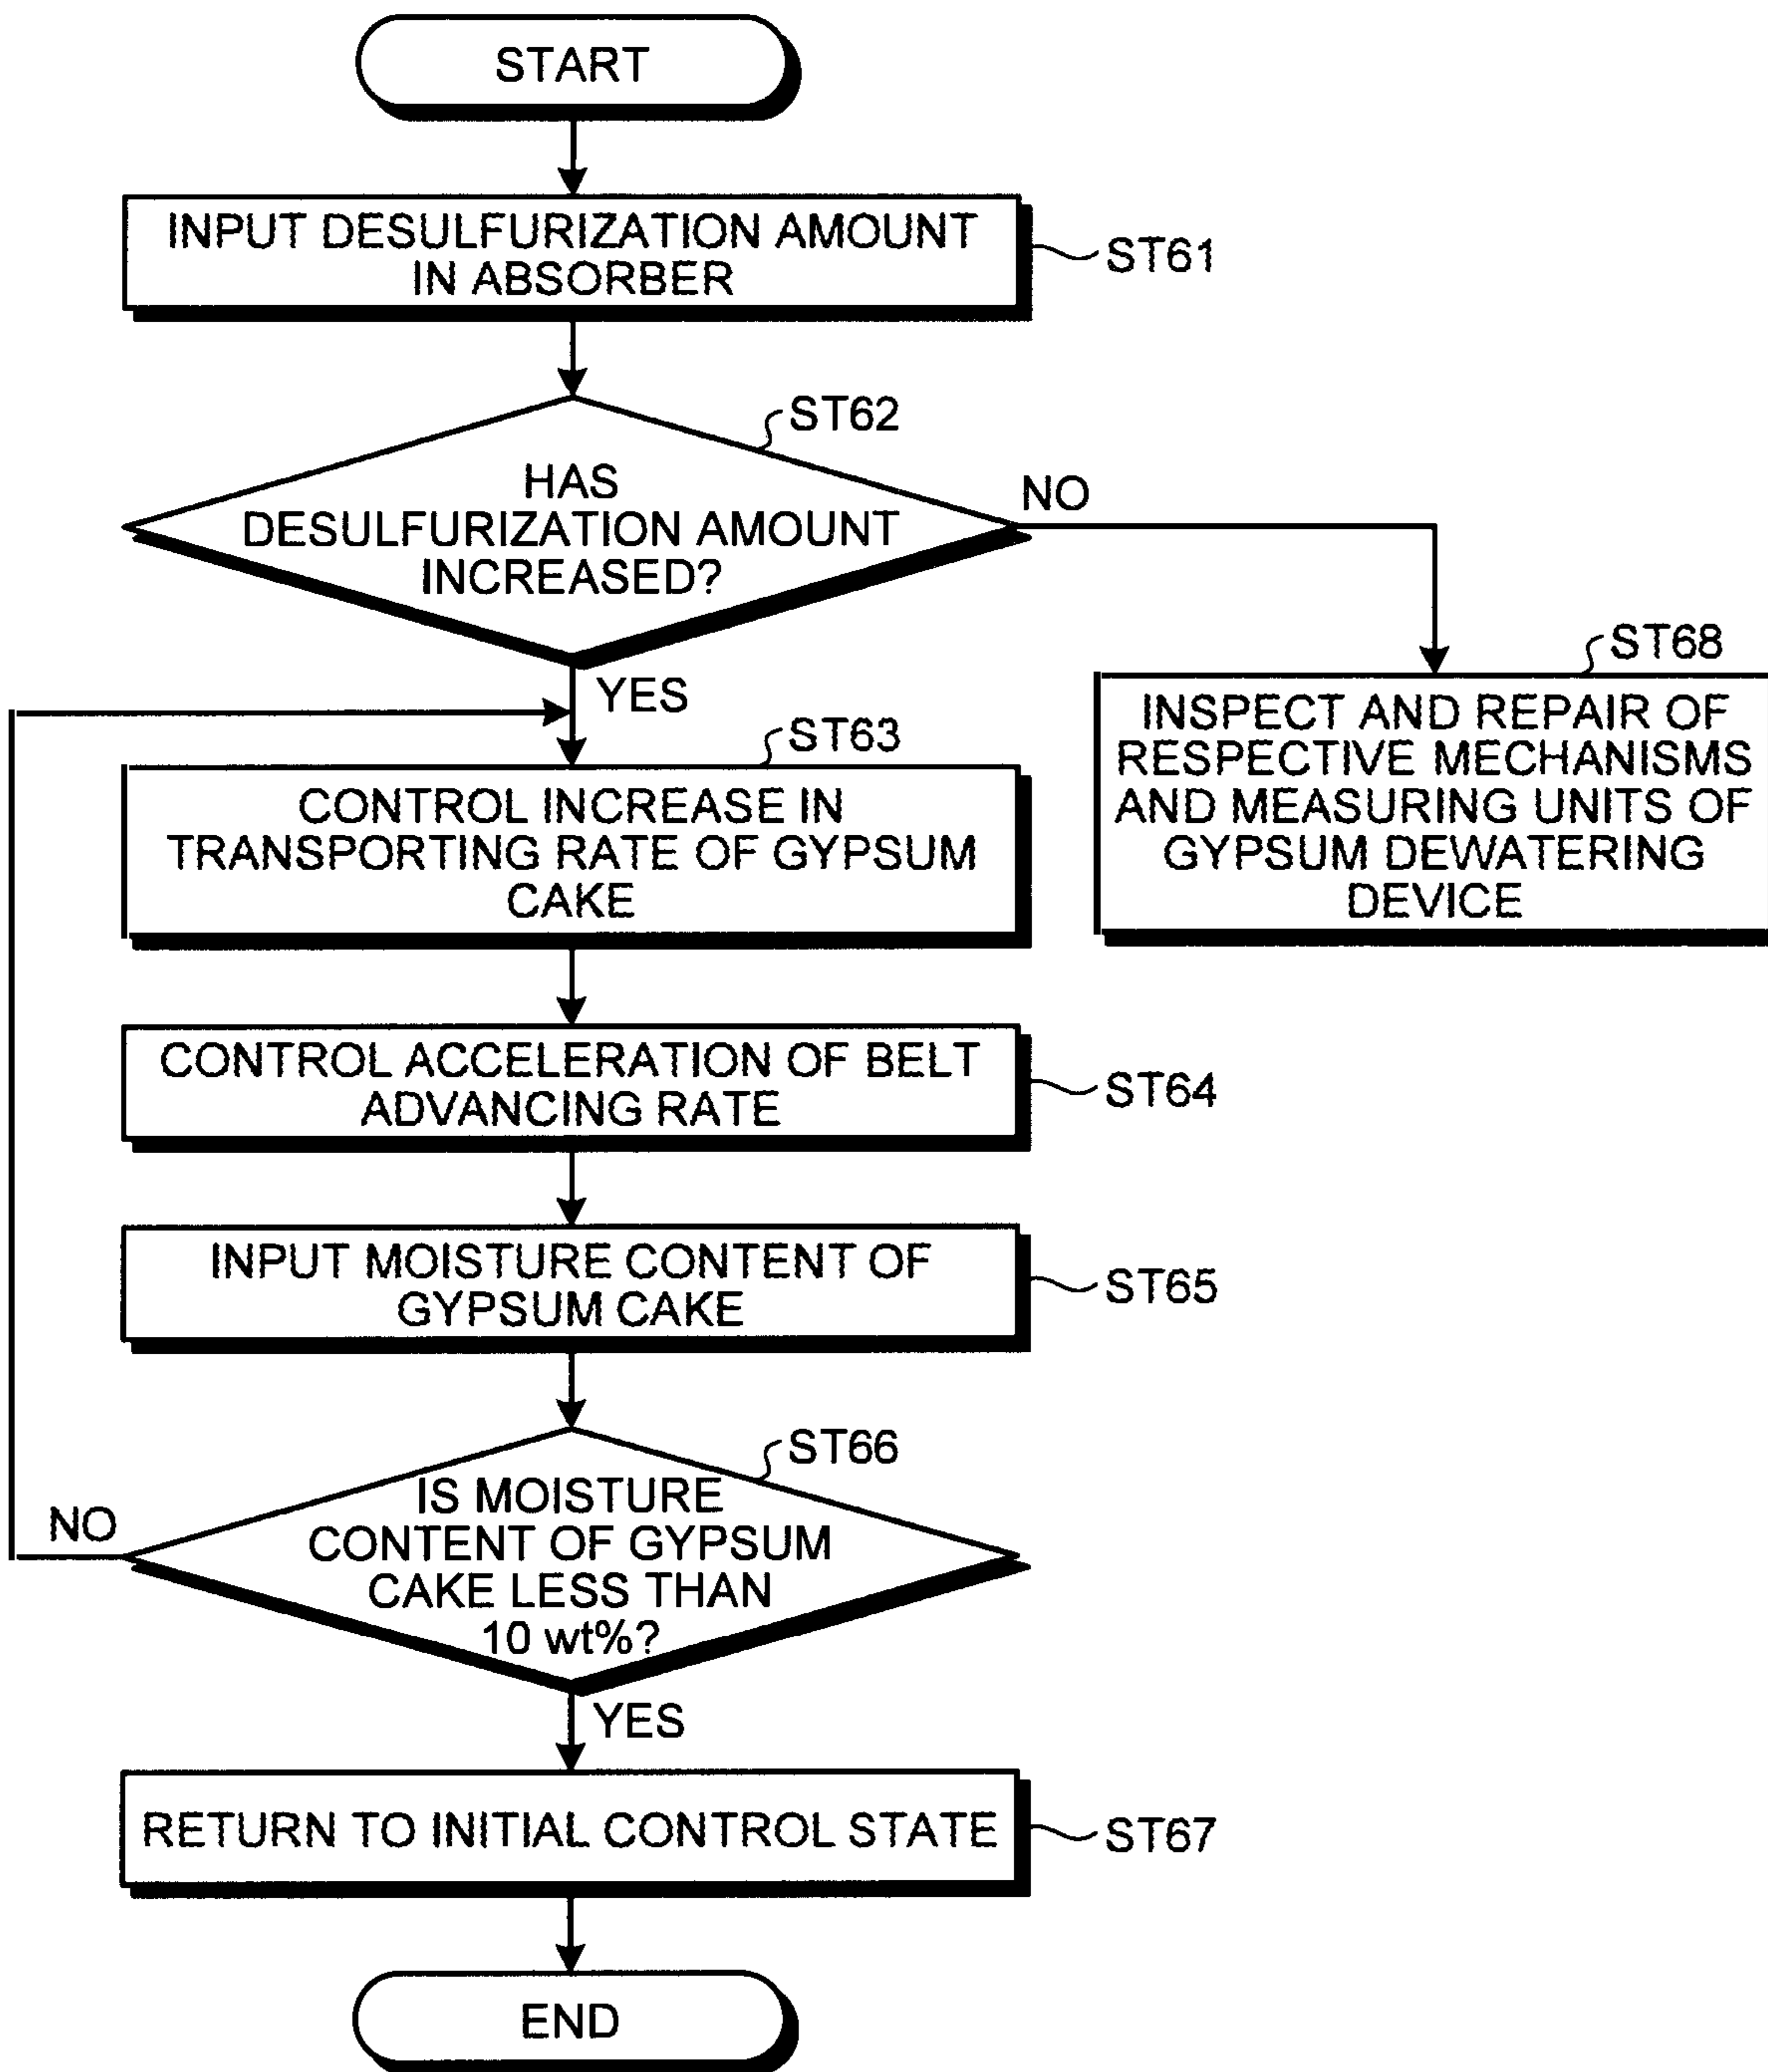 START
INPUT DESULFURIZATION AMOUNT
IN ABSORBER
ST61
ST62
HAS
DESULFURIZATION AMOUNT
INCREASED?
NO
YES
ST68
INSPECT AND REPAIR OF
RESPECTIVE MECHANISMS
AND MEASURING UNITS OF
GYPSUM DEWATERING
DEVICE
ST63
CONTROL INCREASE IN
TRANSPORTING RATE OF GYPSUM
CAKE
CONTROL ACCELERATION OF BELT
ADVANCING RATE
ST64
INPUT MOISTURE CONTENT OF
GYPSUM CAKE
ST65
ST66
IS MOISTURE
CONTENT OF GYPSUM
CAKE LESS THAN
10 wt%?
NO
YES
RETURN TO INITIAL CONTROL STATE
ST67
END